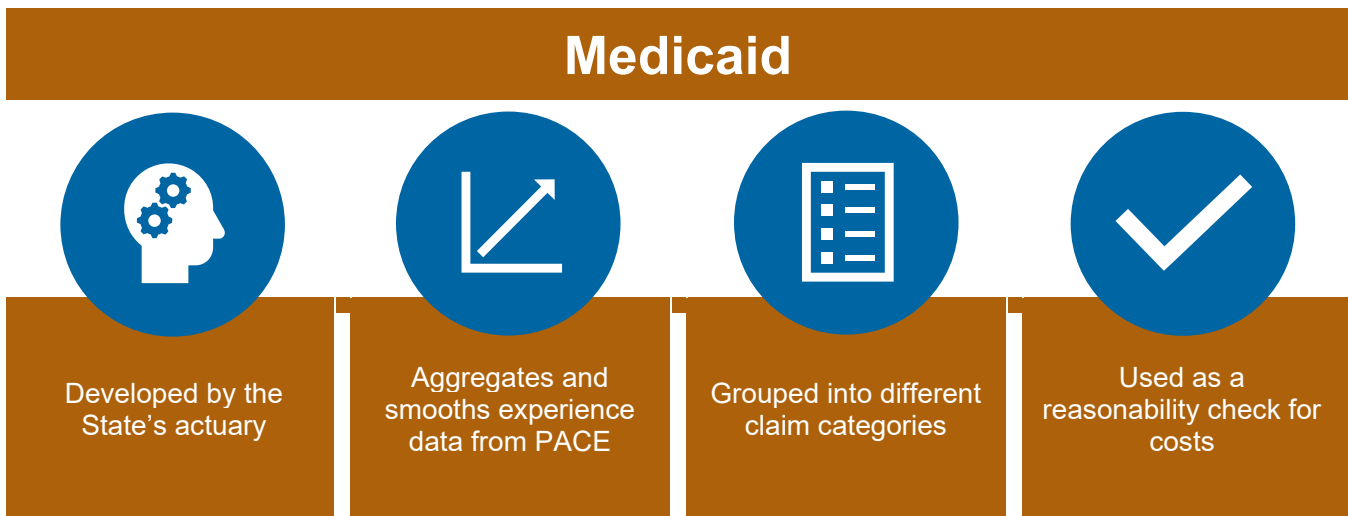 Medicaid
Developed by the
State’s actuary
Aggregates and
smooths experience
data from PACE
Grouped into different
claim categories
Used as a
reasonability check for
costs